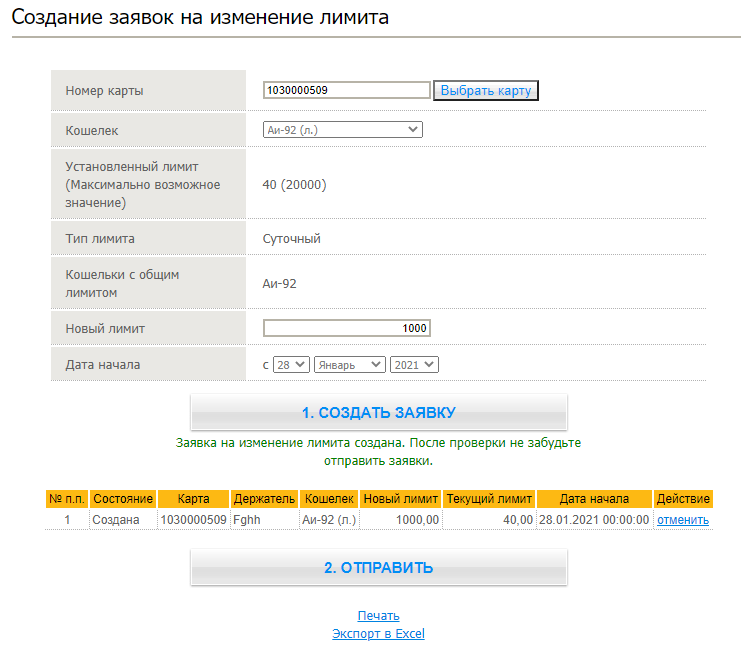 Создание заявок на изменение лимита
Номер карты 1030000509 Выбрать карту
Кошелек Аи-92 (л.)
Установленный лимит
(Максимально возможное
значение)
40 (20000)
Тип лимита Суточный
Кошельки с общим
лимитом
Аи-92
Новый лимит 1000
Дата начала с 28 Январь 2021
1. СОЗДАТЬ ЗАЯВКУ
Заявка на изменение лимита создана. После проверки не забудьте
отправить заявки.
№ п.п. Состояние Карта Держатель Кошелек Новый лимит Текущий лимит Дата начала Действие
1 Создана 1030000509 Fghh Аи-92 (л.) 1000,00 40,00 28.01.2021 00:00:00 отменить
2. ОТПРАВИТЬ
Печать
Экспорт в Excel